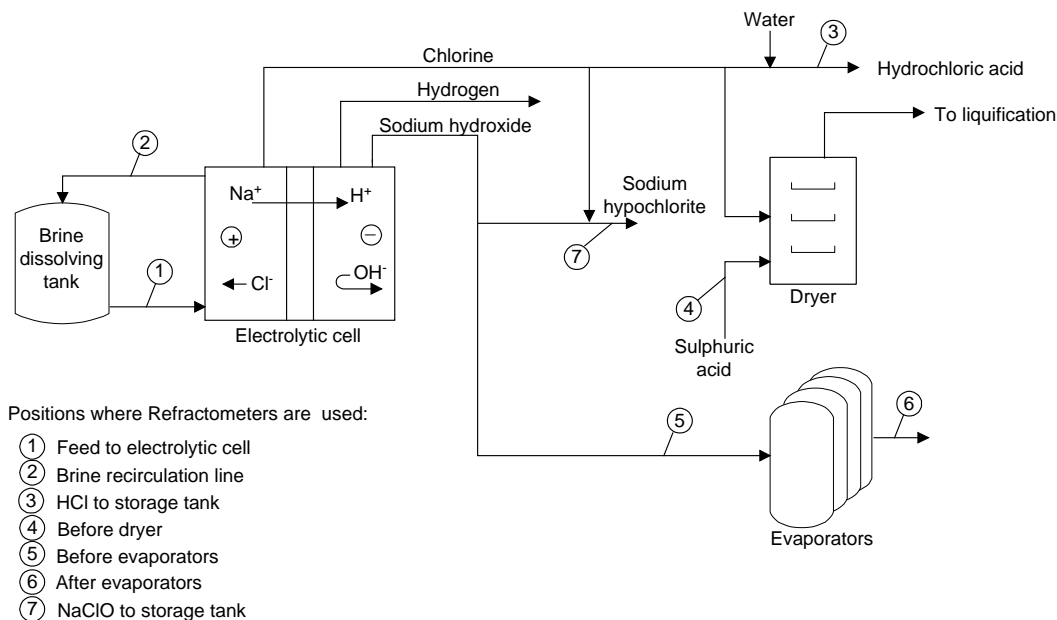 Water
3
Chlorine
Hydrochloric acid
Hydrogen
To liquification
Sodium hydroxide
2
Na⁺
H⁺
Sodium
hypochlorite
Brine
dissolving
tank
+
−
1
Cl⁻
OH⁻
7
4
Dryer
Electrolytic cell
Sulphuric
acid
Positions where Refractometers are used:
1 Feed to electrolytic cell
2 Brine recirculation line
3 HCl to storage tank
4 Before dryer
5 Before evaporators
6 After evaporators
7 NaClO to storage tank
5
6
Evaporators